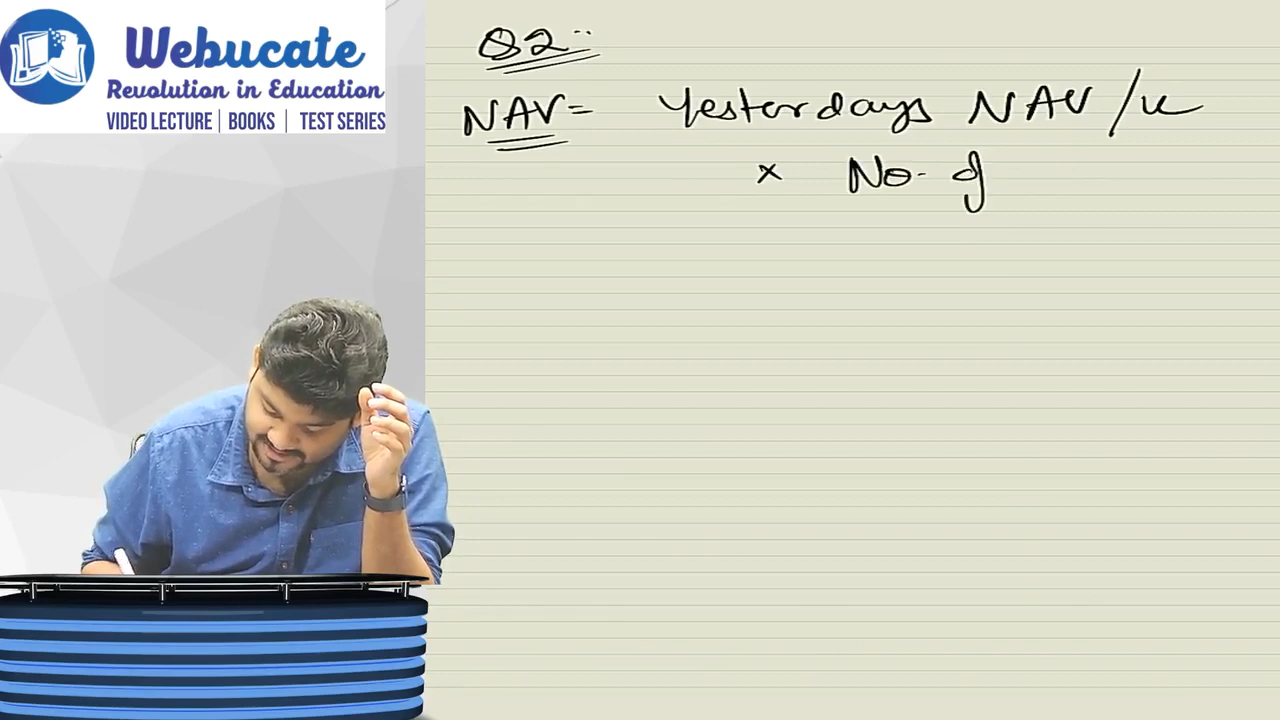 Webucate
Revolution in Education
VIDEO LECTURE | BOOKS | TEST SERIES
Q2:
NAV= Yesterdays NAV/u
× No. of